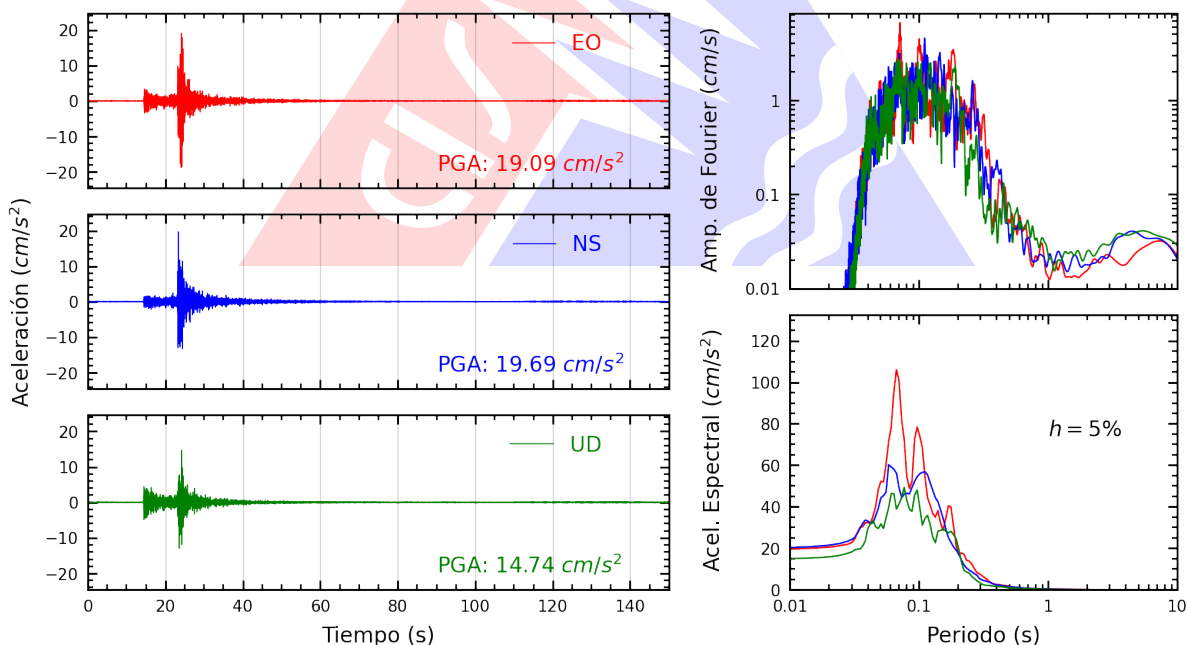 Aceleración (cm/s²)
20
10
0
−10
−20
EO
PGA: 19.09 cm/s²
20
10
0
−10
−20
NS
PGA: 19.69 cm/s²
20
10
0
−10
−20
UD
PGA: 14.74 cm/s²
0 20 40 60 80 100 120 140
Tiempo (s)
Amp. de Fourier (cm/s)
1
0.1
0.01
Acel. Espectral (cm/s²)
120
100
80
60
40
20
0
h = 5%
0.01 0.1 1 10
Periodo (s)